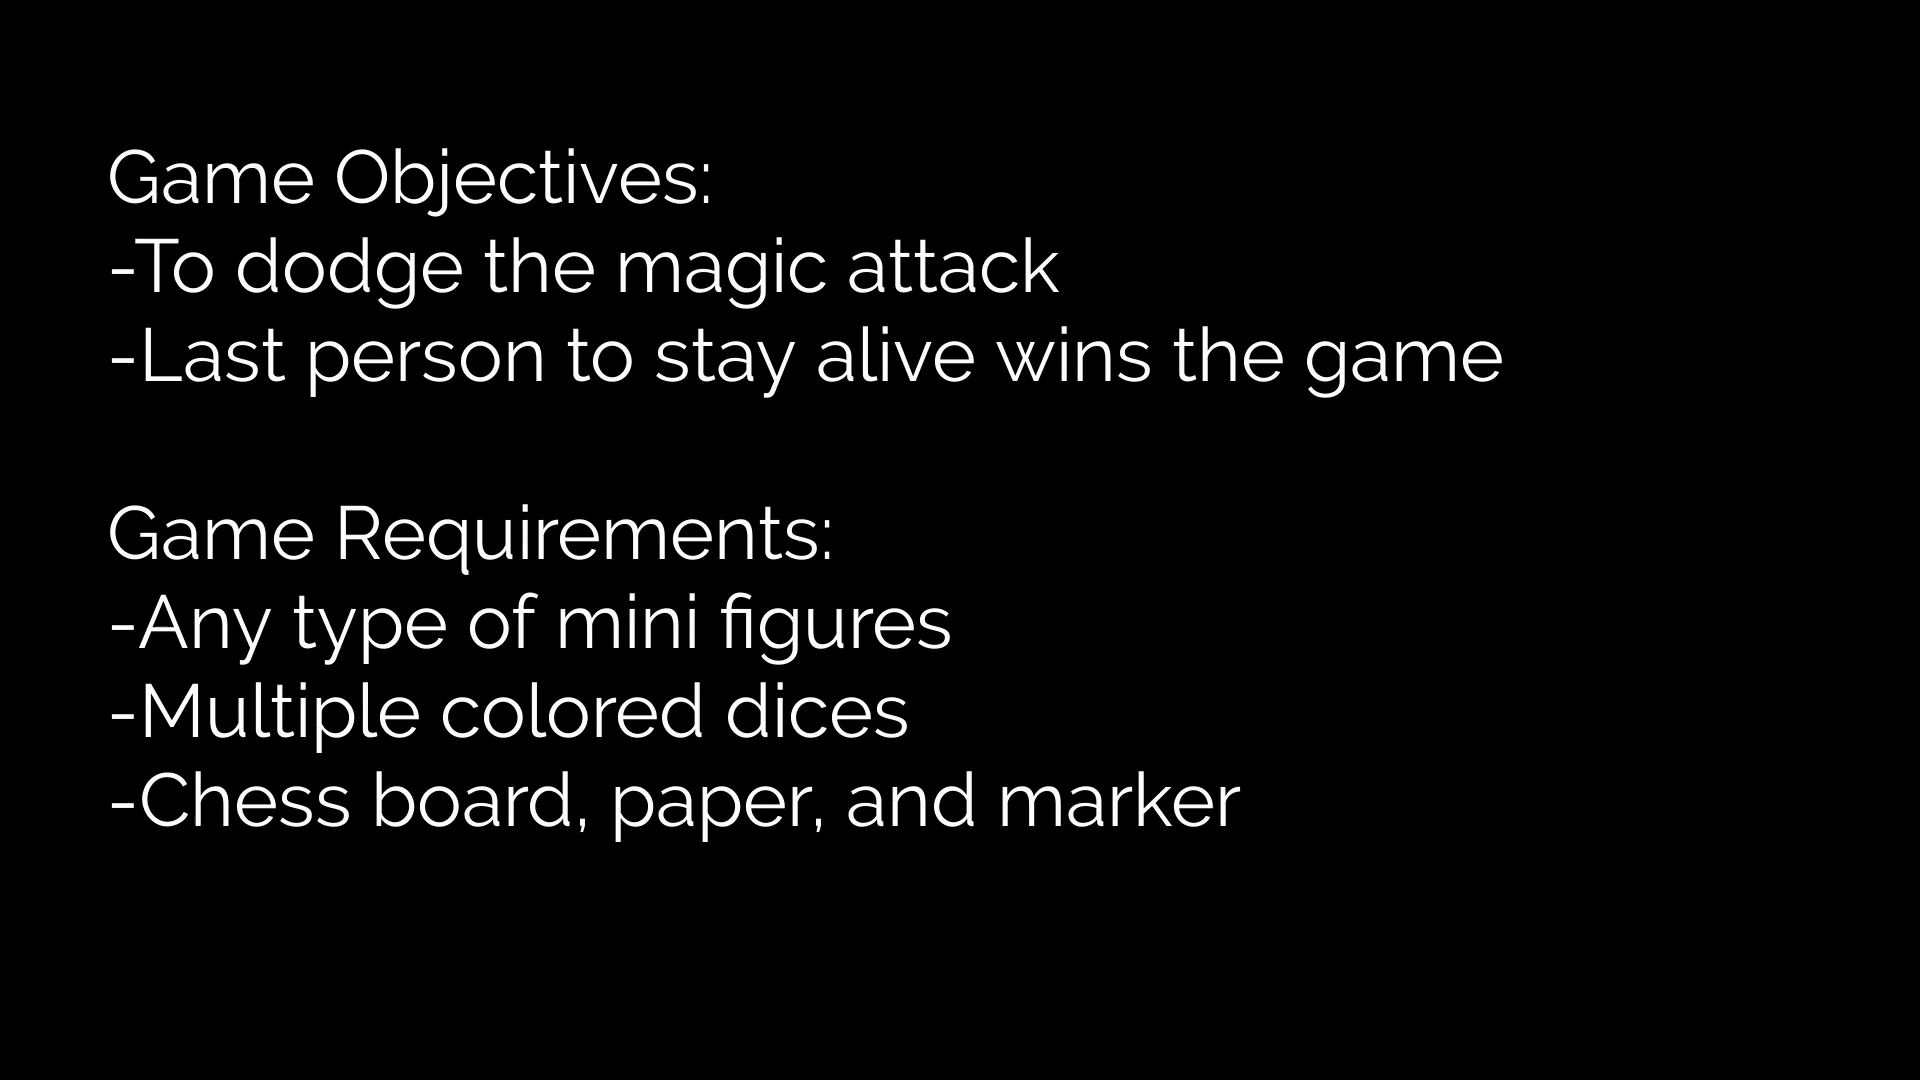 Game Objectives:
-To dodge the magic attack
-Last person to stay alive wins the game
Game Requirements:
-Any type of mini figures
-Multiple colored dices
-Chess board, paper, and marker